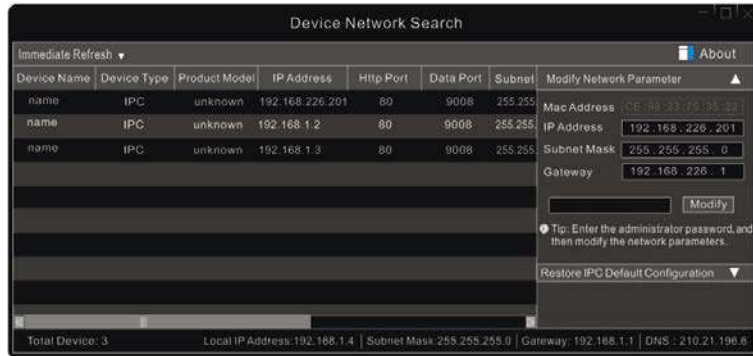 Device Network Search
Immediate Refresh
About
Device Name Device Type Product Model IP Address Http Port Data Port Subnet
name IPC unknown 192.168.226.201 80 9008 255.255
name IPC unknown 192.168.1.2 80 9008 255.255.
name IPC unknown 192.168.1.3 80 9008 255.255.
Modify Network Parameter
Mac Address
IP Address 192.168.226.201
Subnet Mask 255.255.255.0
Gateway 192.168.226.1
Modify
Tip: Enter the administrator password, and
then modify the network parameters.
Restore IPC Default Configuration
Total Device: 3 Local IP Address:192.168.1.4 Subnet Mask:255.255.255.0 Gateway: 192.168.1.1 DNS : 210.21.196.6